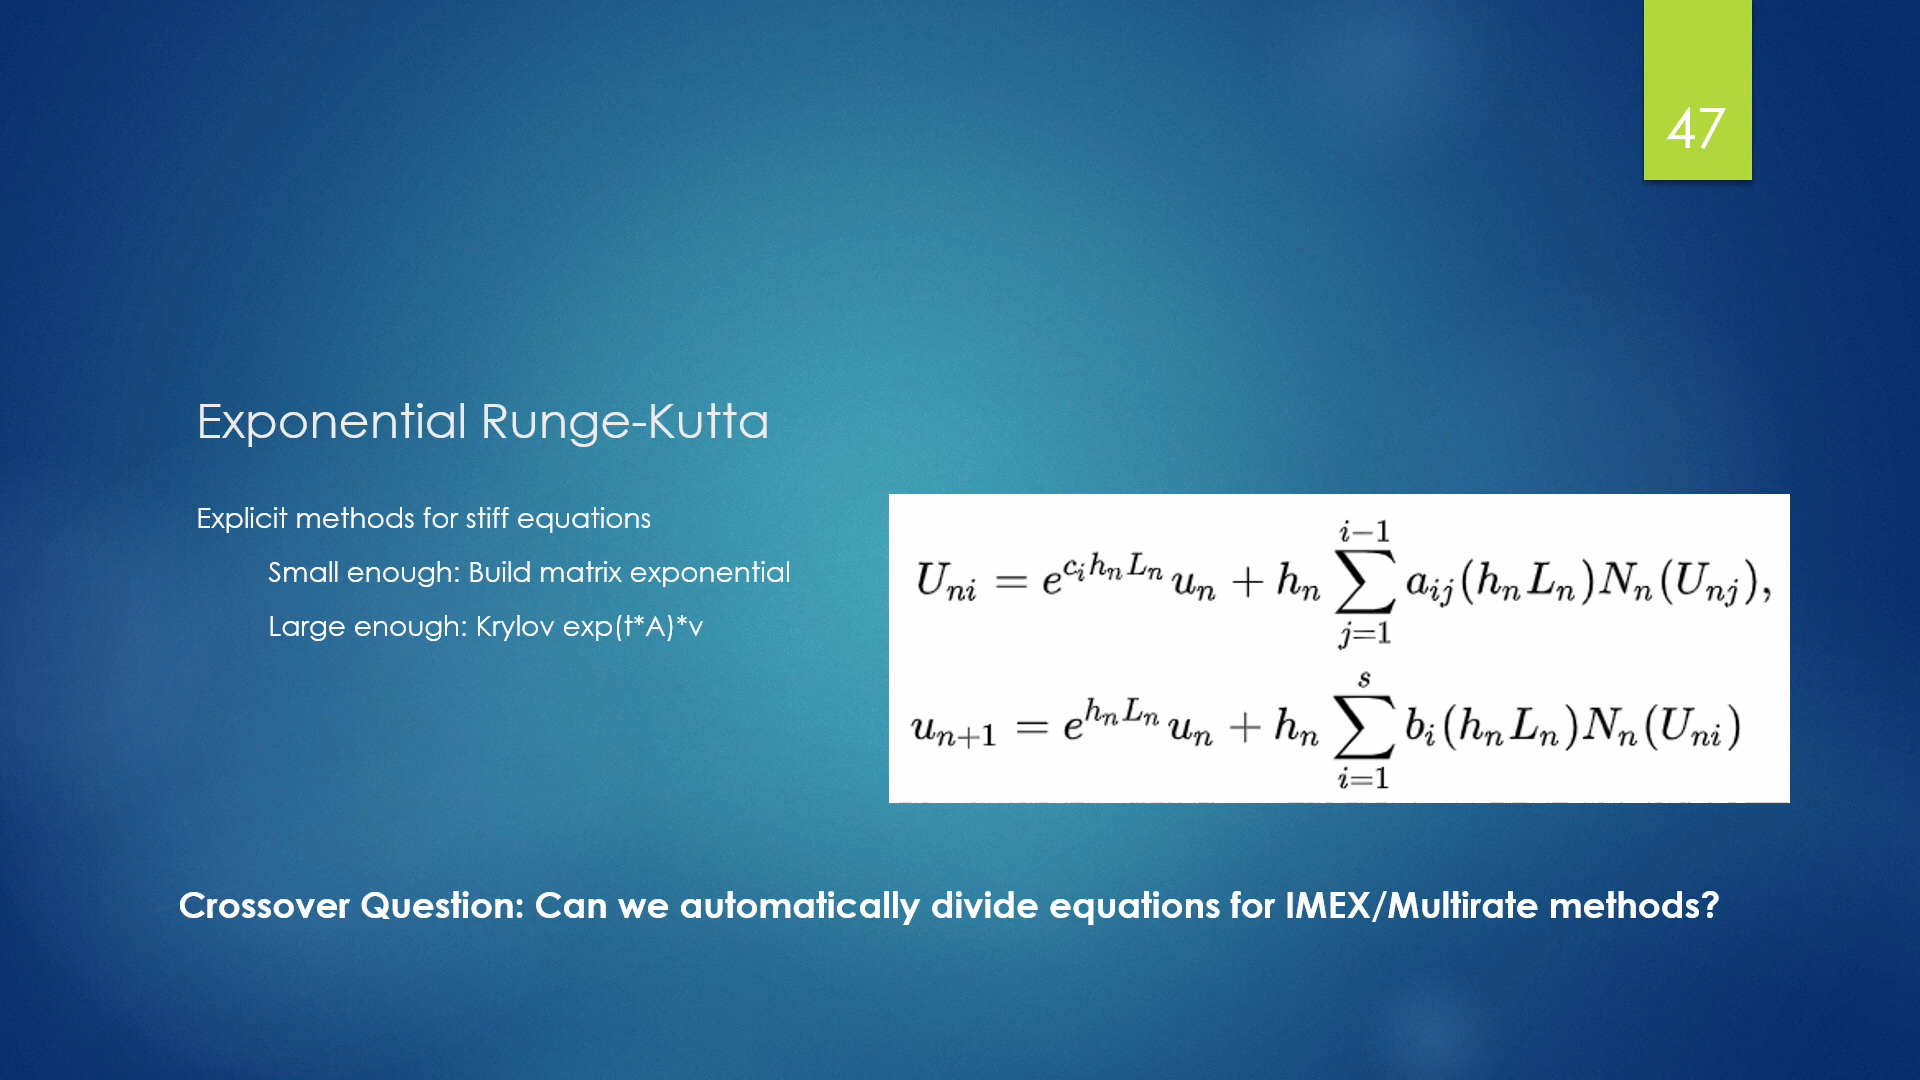 47
Exponential Runge-Kutta
Explicit methods for stiff equations
Small enough: Build matrix exponential
Large enough: Krylov exp(t*A)*v
$U_{ni} = e^{c_i h_n L_n} u_n + h_n \sum_{j=1}^{i-1} a_{ij}(h_n L_n) N_n(U_{nj}),$
$u_{n+1} = e^{h_n L_n} u_n + h_n \sum_{i=1}^{s} b_i(h_n L_n) N_n(U_{ni})$
Crossover Question: Can we automatically divide equations for IMEX/Multirate methods?